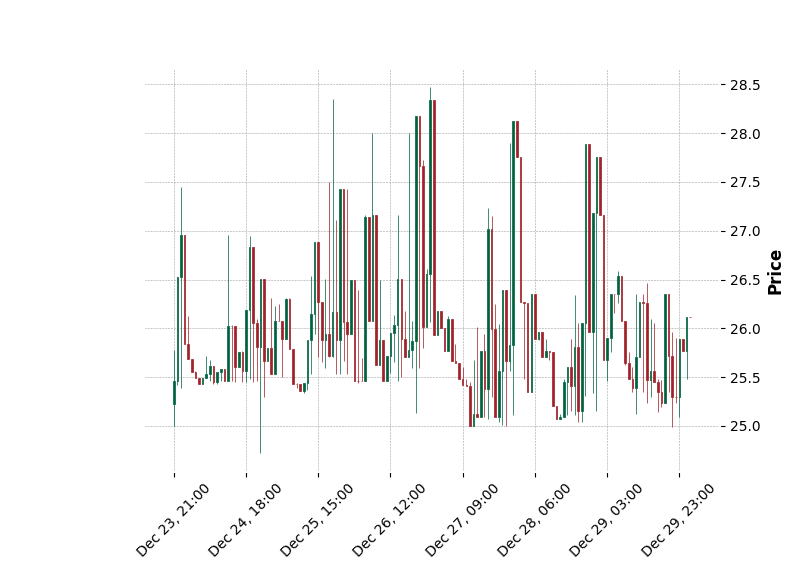 28.5
28.0
27.5
27.0
26.5
26.0
25.5
25.0
Price
Dec 23, 21:00
Dec 24, 18:00
Dec 25, 15:00
Dec 26, 12:00
Dec 27, 09:00
Dec 28, 06:00
Dec 29, 03:00
Dec 29, 23:00